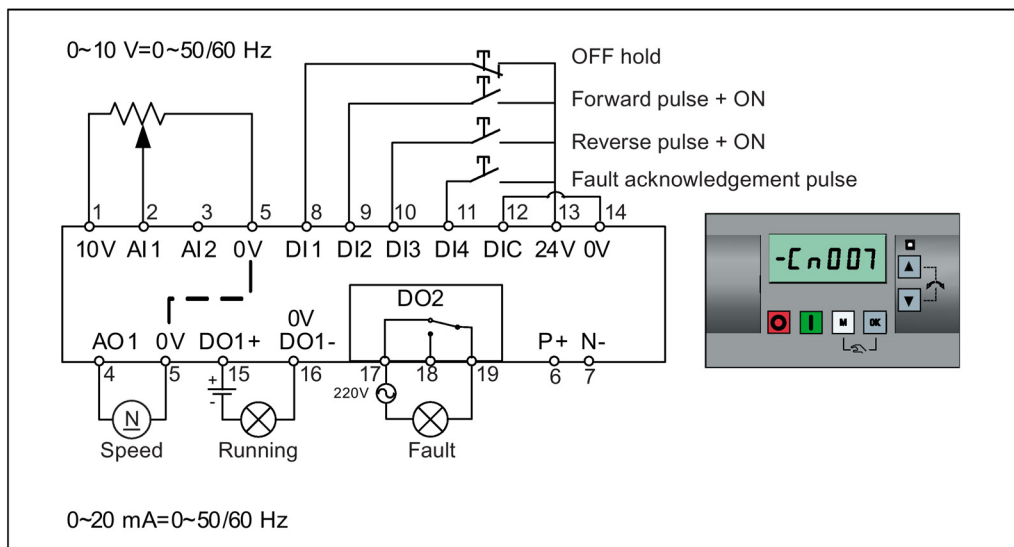 0~10 V=0~50/60 Hz
OFF hold
Forward pulse + ON
Reverse pulse + ON
Fault acknowledgement pulse
1 2 3 5 8 9 10 11 12 13 14
10V AI1 AI2 0V DI1 DI2 DI3 DI4 DIC 24V 0V
-Cn007
DO2
0V
AO1 0V DO1+ DO1- P+ N-
4 5 15 16 17 18 19 6 7
+
-
220V
N
M OK
Speed Running Fault
0~20 mA=0~50/60 Hz